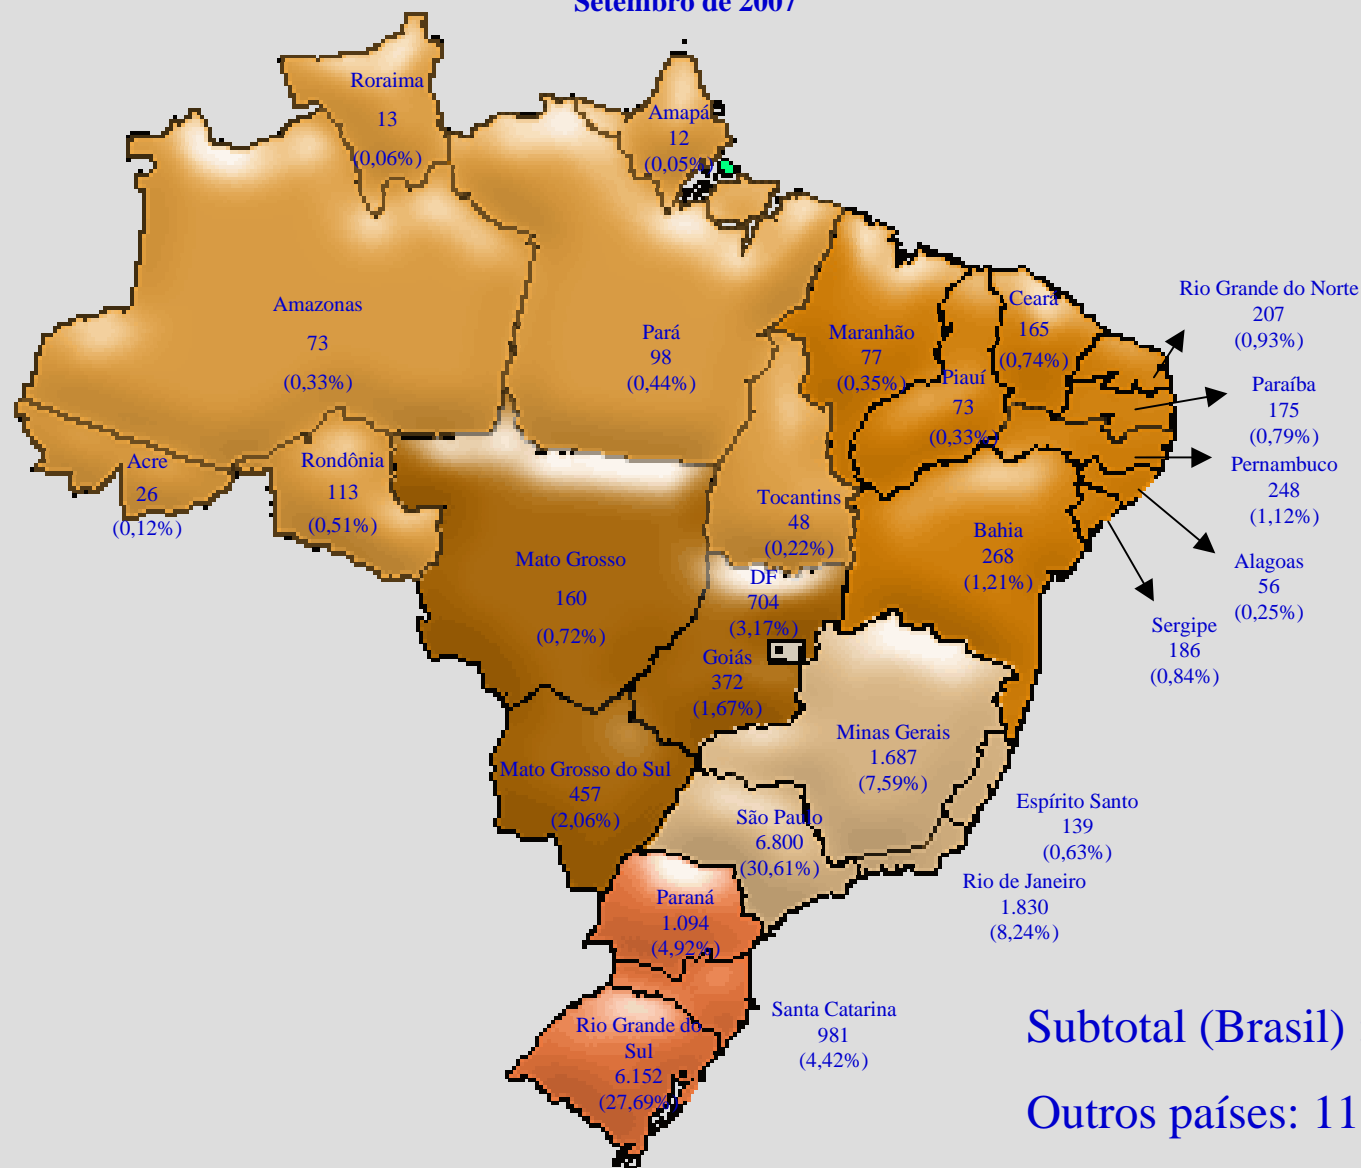 Setembro de 2007
Roraima
13
(0,06%)
Amapá
12
(0,05%)
Amazonas
73
(0,33%)
Pará
98
(0,44%)
Maranhão
77
(0,35%)
Piauí
73
(0,33%)
Ceará
165
(0,74%)
Rio Grande do Norte
207
(0,93%)
Paraíba
175
(0,79%)
Pernambuco
248
(1,12%)
Alagoas
56
(0,25%)
Sergipe
186
(0,84%)
Acre
26
(0,12%)
Rondônia
113
(0,51%)
Tocantins
48
(0,22%)
Bahia
268
(1,21%)
Mato Grosso
160
(0,72%)
DF
704
(3,17%)
Goiás
372
(1,67%)
Mato Grosso do Sul
457
(2,06%)
Minas Gerais
1.687
(7,59%)
Espírito Santo
139
(0,63%)
São Paulo
6.800
(30,61%)
Rio de Janeiro
1.830
(8,24%)
Paraná
1.094
(4,92%)
Santa Catarina
981
(4,42%)
Rio Grande do
Sul
6.152
(27,69%)
Subtotal (Brasil)
Outros países: 11